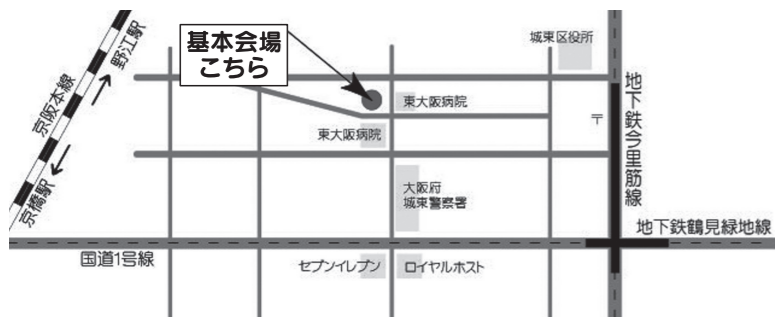 基本会場
こちら
城東区役所
野江駅
京阪本線
京橋駅
東大阪病院
東大阪病院
〒
地下鉄今里筋線
大阪府
城東警察署
地下鉄鶴見緑地線
国道1号線
セブンイレブン
ロイヤルホスト